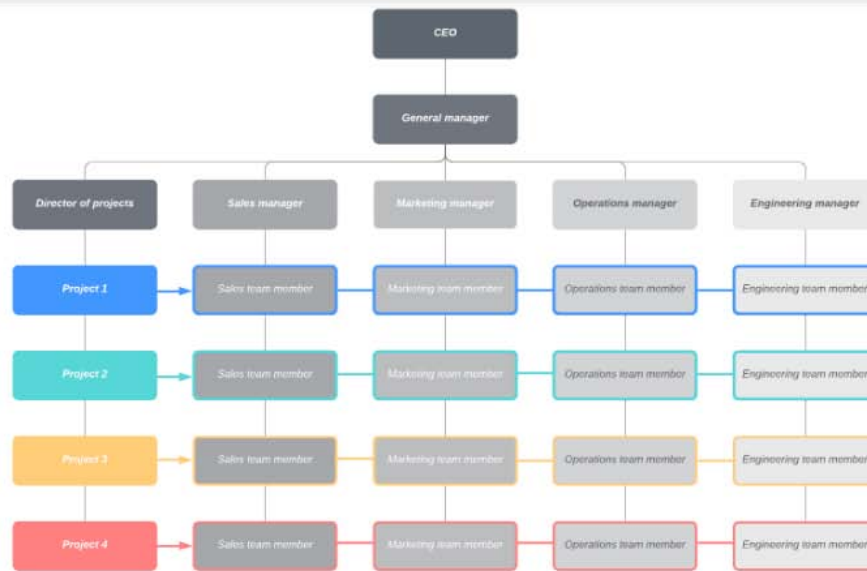 CEO
General manager
Director of projects
Sales manager
Marketing manager
Operations manager
Engineering manager
Project 1
Sales team member
Marketing team member
Operations team member
Engineering team member
Project 2
Sales team member
Marketing team member
Operations team member
Engineering team member
Project 3
Sales team member
Marketing team member
Operations team member
Engineering team member
Project 4
Sales team member
Marketing team member
Operations team member
Engineering team member